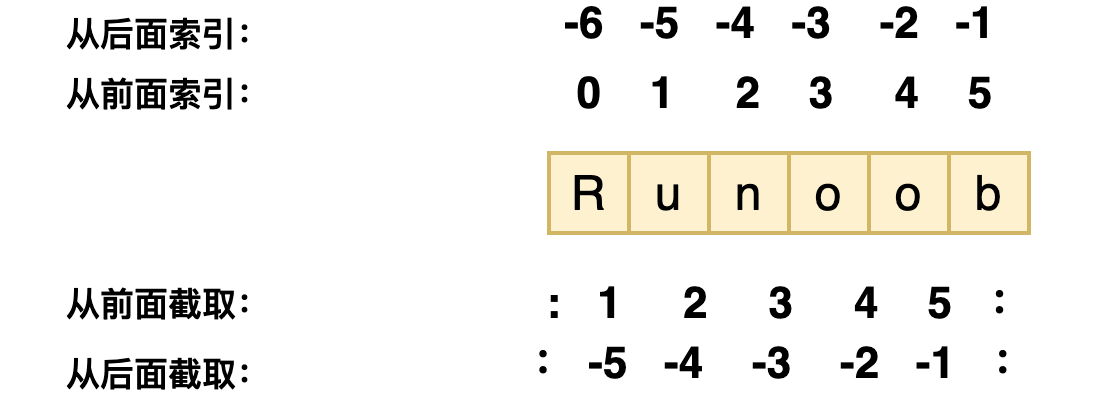 从后面索引： -6 -5 -4 -3 -2 -1
从前面索引： 0 1 2 3 4 5
R u n o o b
从前面截取： : 1 2 3 4 5 :
从后面截取： : -5 -4 -3 -2 -1 :